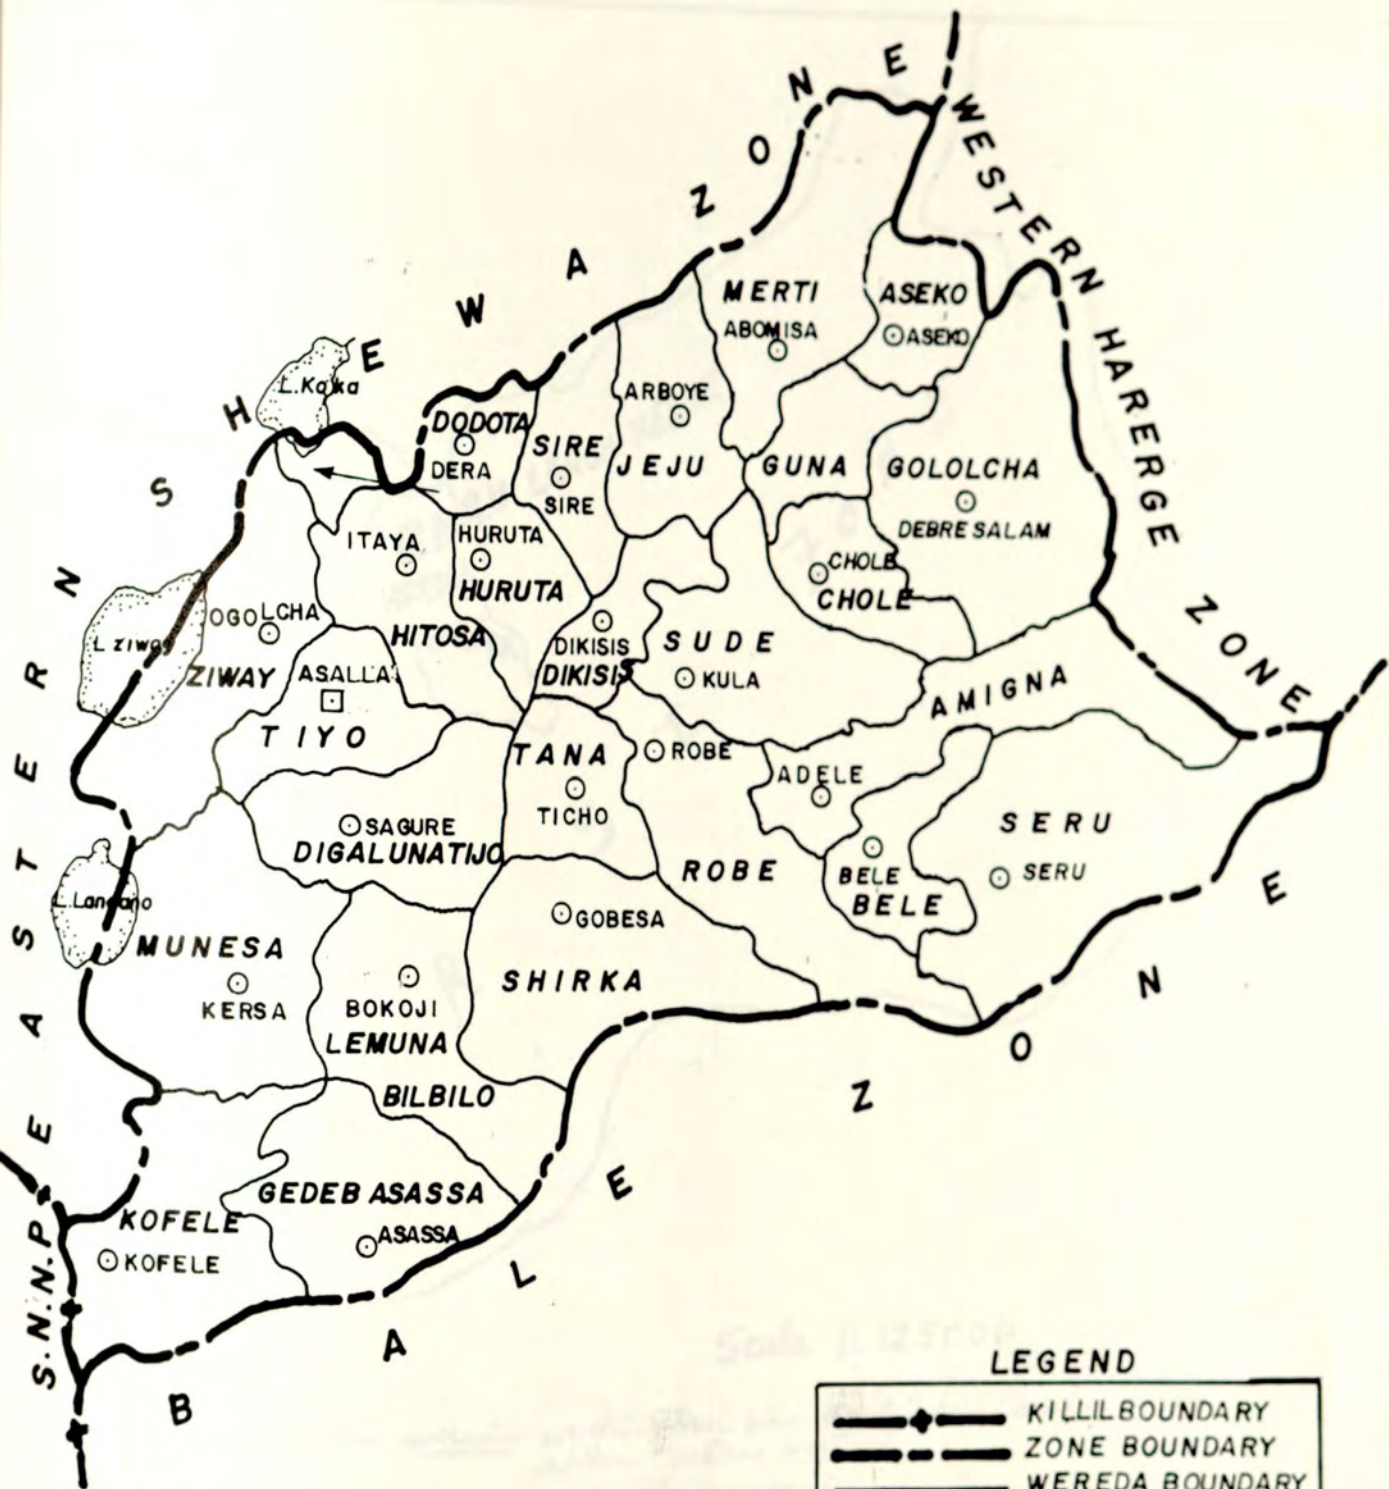 EASTERN SHEWA ZONE
WESTERN HARERGE ZONE
BALE ZONE
S.N.N.P
L.Koka
L ZIWAY
L.Langano
MERTI
ABOMISA
ASEKO
ASEKO
ARBOYE
JEJU
DODOTA
DERA
SIRE
SIRE
GUNA
GOLOLCHA
DEBRE SALAM
ITAYA
HITOSA
HURUTA
HURUTA
CHOLE
CHOLE
OGOLCHA
ZIWAY
ASALLA
TIYO
DIKISIS
DIKISIS
SUDE
KULA
AMIGNA
ADELE
TANA
TICHO
ROBE
ROBE
SAGURE
DIGALUNATIJO
SERU
SERU
BELE
BELE
GOBESA
SHIRKA
MUNESA
KERSA
BOKOJI
LEMUNA
BILBILO
GEDEB ASASSA
ASASSA
KOFELE
KOFELE
LEGEND
KILLIL BOUNDARY
ZONE BOUNDARY
WEREDA BOUNDARY